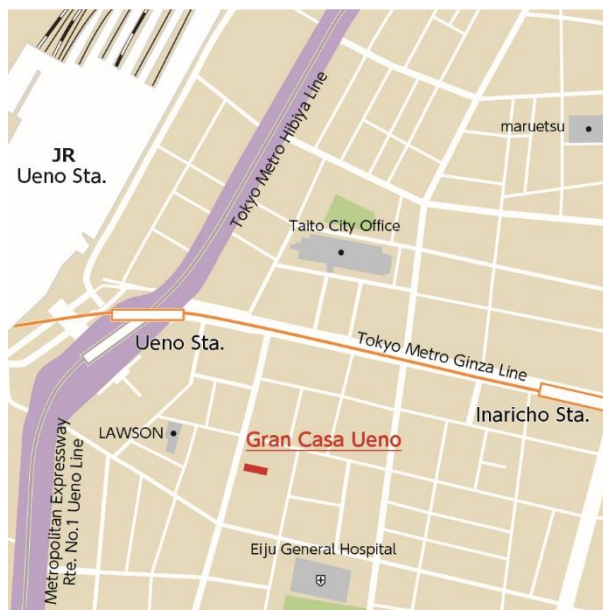 maruetsu
JR
Ueno Sta.
Tokyo Metro Hibiya Line
Taito City Office
Ueno Sta.
Tokyo Metro Ginza Line
Inaricho Sta.
LAWSON
Gran Casa Ueno
Metropolitan Expressway
Rte. No.1 Ueno Line
Eiju General Hospital